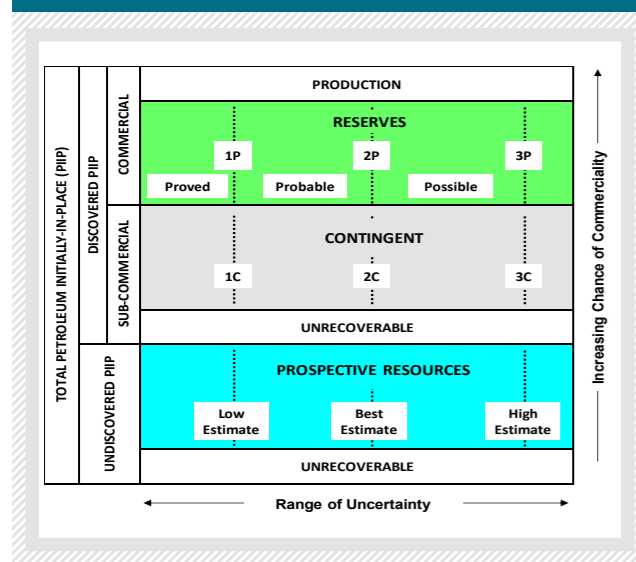 TOTAL PETROLEUM INITIALLY-IN-PLACE (PIIP)
DISCOVERED PIIP
UNDISCOVERED PIIP
COMMERCIAL
SUB-COMMERCIAL
PRODUCTION
RESERVES
1P
2P
3P
Proved
Probable
Possible
CONTINGENT
1C
2C
3C
UNRECOVERABLE
PROSPECTIVE RESOURCES
Low
Estimate
Best
Estimate
High
Estimate
UNRECOVERABLE
Range of Uncertainty
Increasing Chance of Commerciality